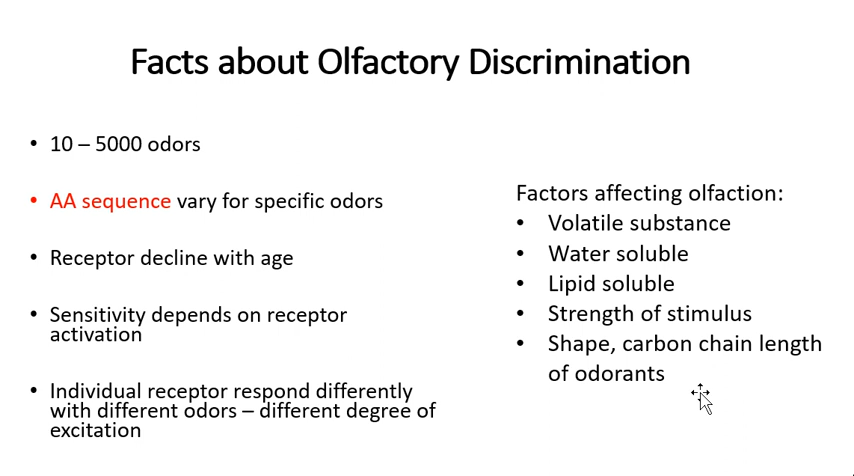 Facts about Olfactory Discrimination
• 10 – 5000 odors
• AA sequence vary for specific odors
• Receptor decline with age
• Sensitivity depends on receptor
activation
• Individual receptor respond differently
with different odors – different degree of
excitation
Factors affecting olfaction:
• Volatile substance
• Water soluble
• Lipid soluble
• Strength of stimulus
• Shape, carbon chain length
of odorants